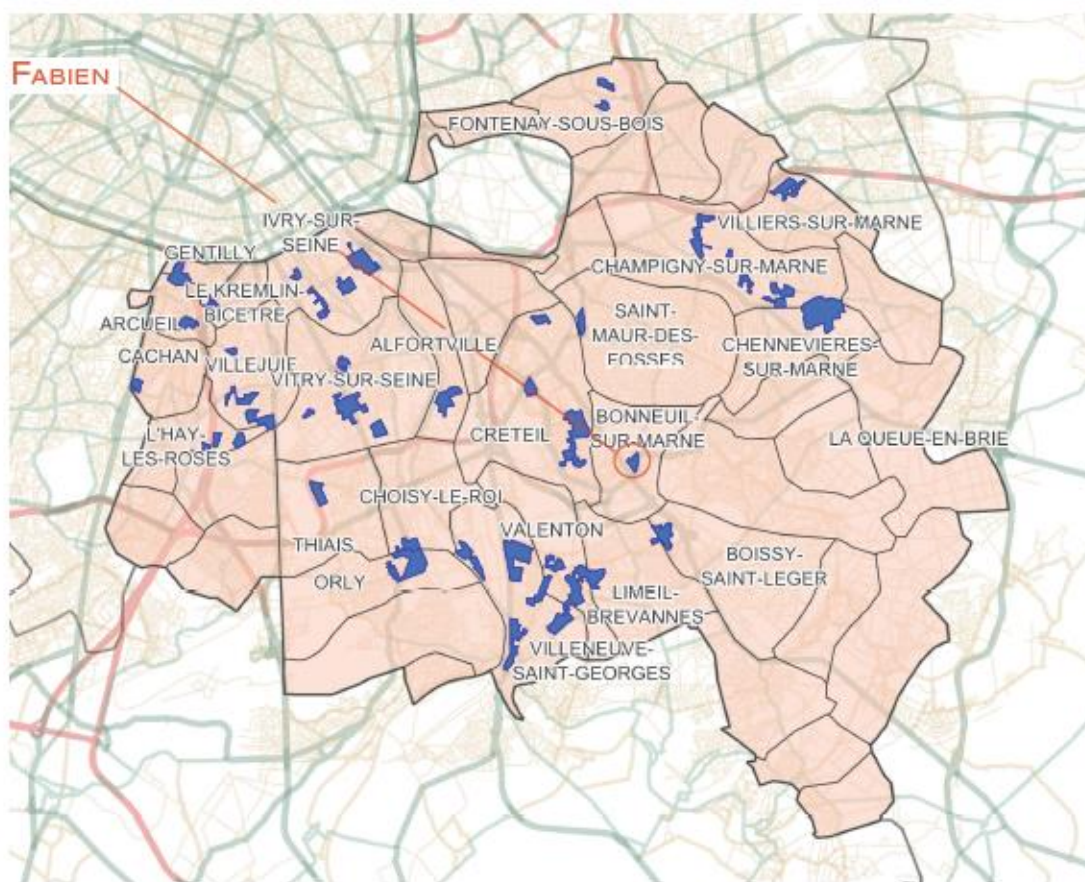 FABIEN
FONTENAY-SOUS-BOIS
IVRY-SUR-
SEINE
VILLIERS-SUR-MARNE
GENTILLY
CHAMPIGNY-SUR-MARNE
LE KREMLIN-
BICETRE
ARCUEIL
SAINT-
MAUR-DES-
FOSSES
ALFORTVILLE
CHENNEVIERES-
SUR-MARNE
CACHAN
VILLEJUIF
VITRY-SUR-SEINE
BONNEUIL-
SUR-MARNE
CRETEIL
L'HAY-
LES-ROSES
LA QUEUE-EN-BRIE
CHOISY-LE-ROI
VALENTON
THIAIS
BOISSY-
SAINT-LEGER
ORLY
LIMEIL-
BREVANNES
VILLENEUVE-
SAINT-GEORGES